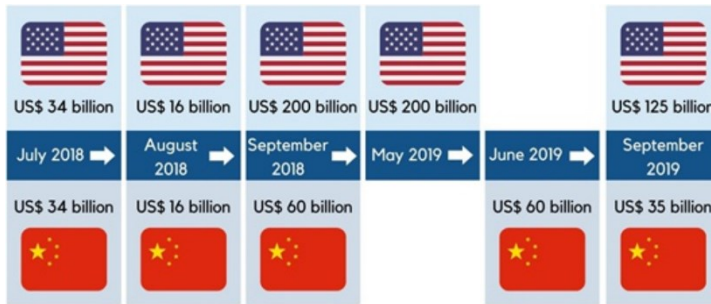 US$ 34 billion
US$ 16 billion
US$ 200 billion
US$ 200 billion
US$ 125 billion
July 2018
August
2018
September
2018
May 2019
June 2019
September
2019
US$ 34 billion
US$ 16 billion
US$ 60 billion
US$ 60 billion
US$ 35 billion